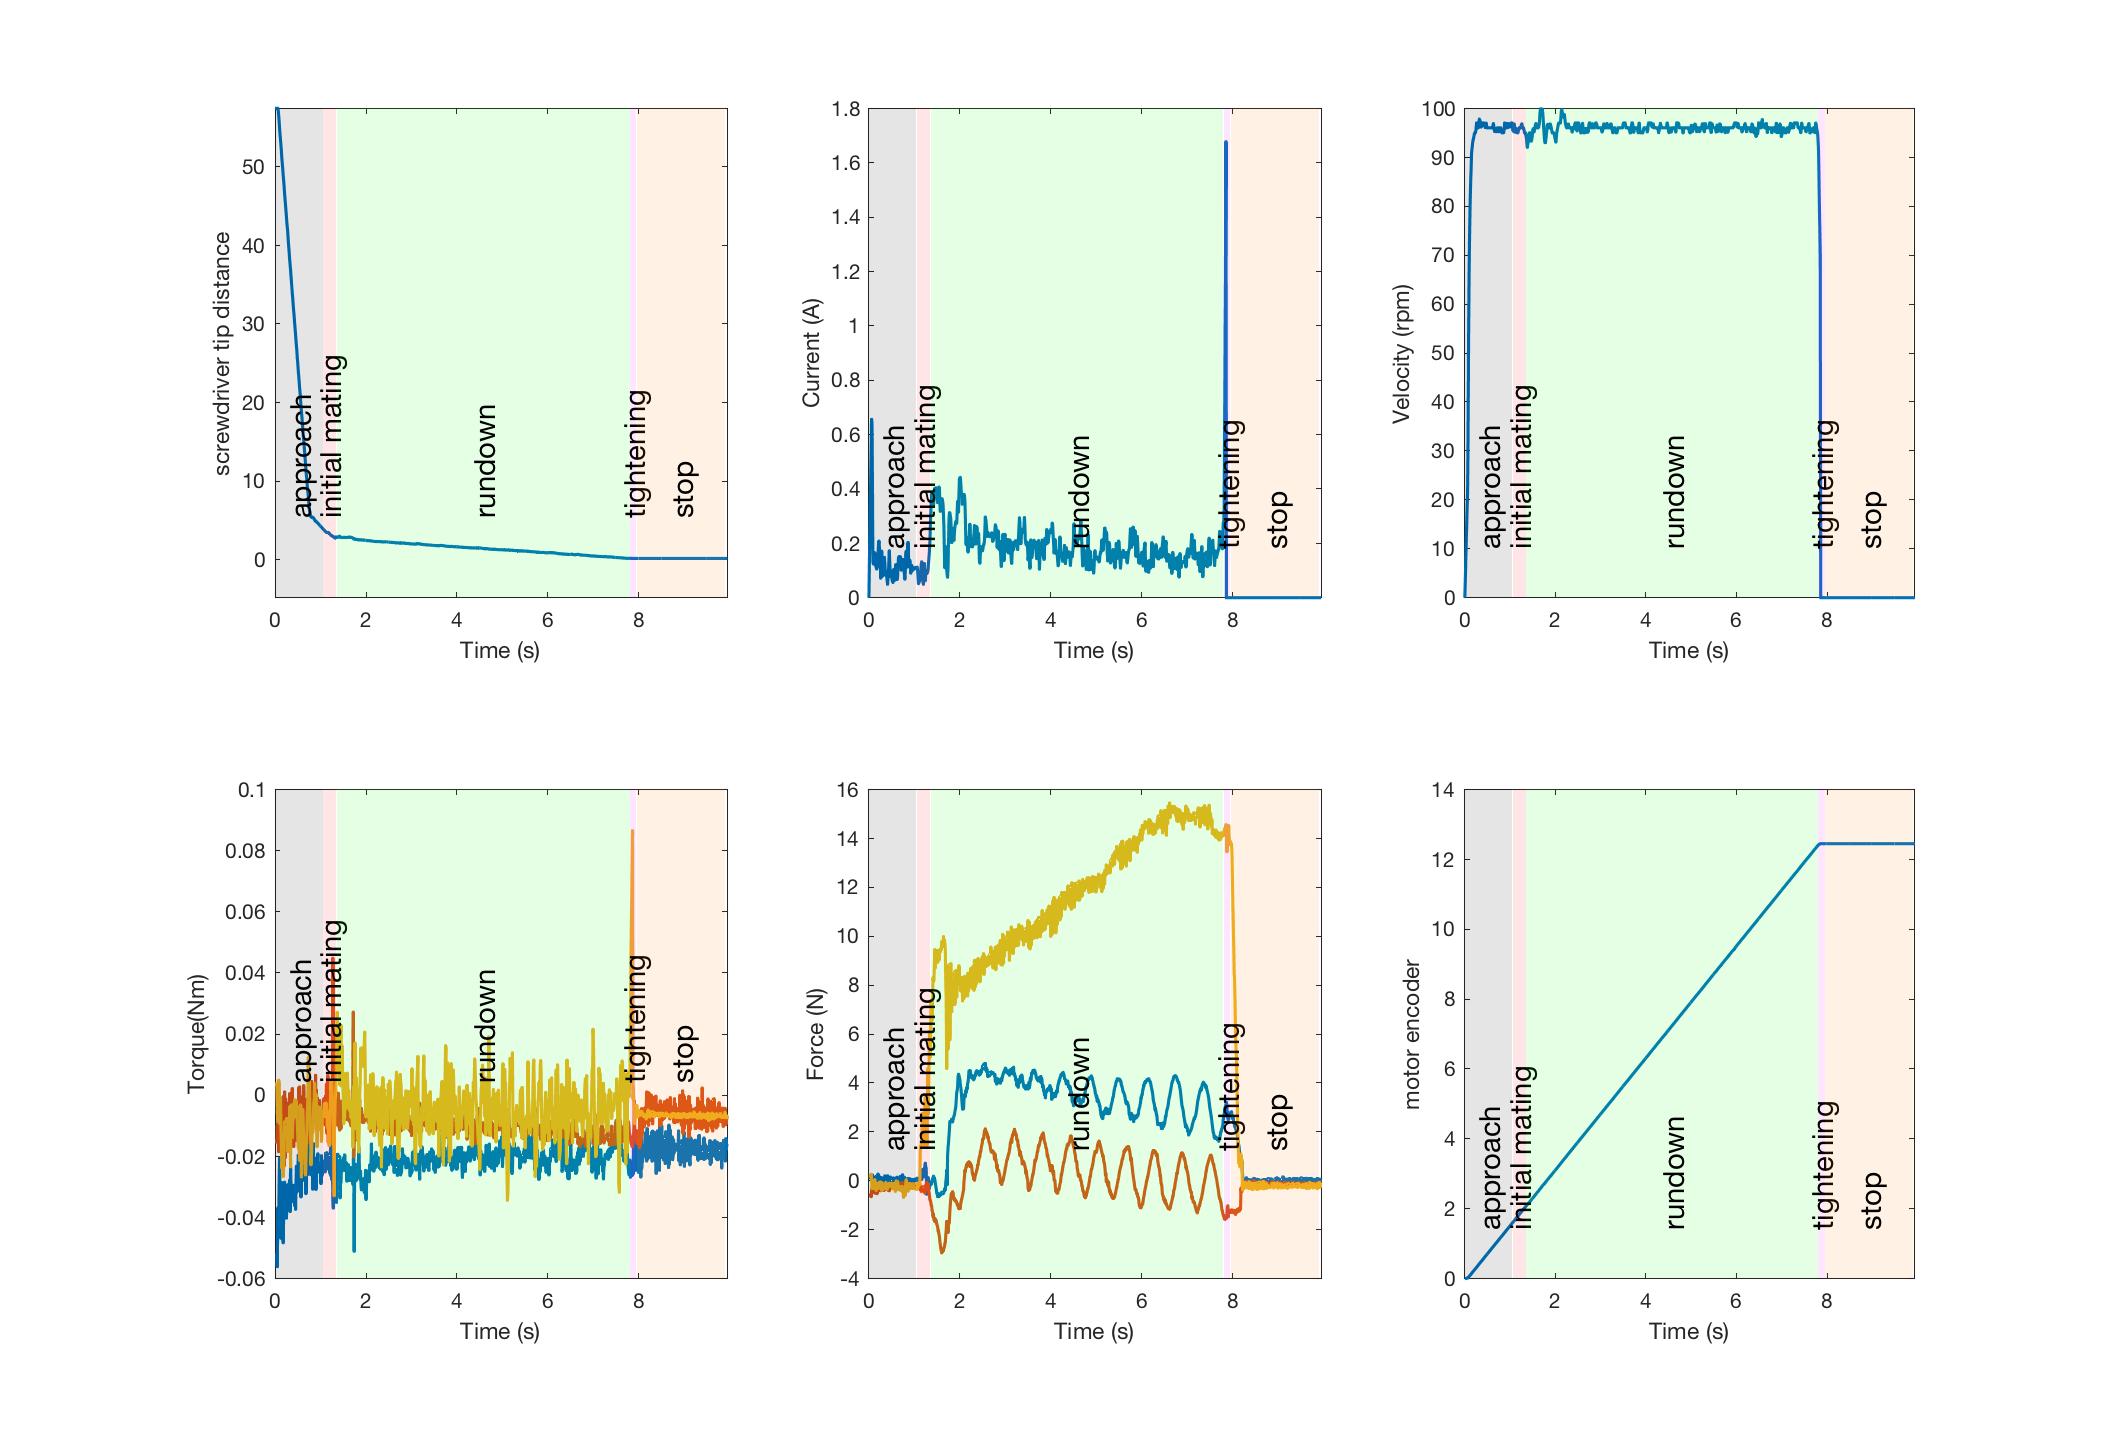 screwdriver tip distance
50
40
30
20
10
0
approach
initial mating
rundown
tightening
stop
0 2 4 6 8
Time (s)
Current (A)
1.8
1.6
1.4
1.2
1
0.8
0.6
0.4
0.2
0
approach
initial mating
rundown
tightening
stop
0 2 4 6 8
Time (s)
Velocity (rpm)
100
90
80
70
60
50
40
30
20
10
0
approach
initial mating
rundown
tightening
stop
0 2 4 6 8
Time (s)
Torque(Nm)
0.1
0.08
0.06
0.04
0.02
0
-0.02
-0.04
-0.06
approach
initial mating
rundown
tightening
stop
0 2 4 6 8
Time (s)
Force (N)
16
14
12
10
8
6
4
2
0
-2
-4
approach
initial mating
rundown
tightening
stop
0 2 4 6 8
Time (s)
motor encoder
14
12
10
8
6
4
2
0
approach
initial mating
rundown
tightening
stop
0 2 4 6 8
Time (s)